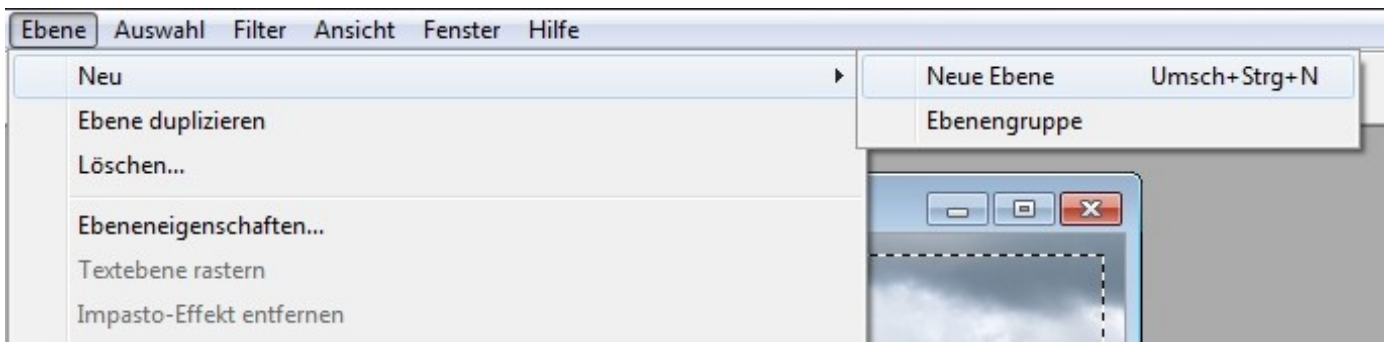 Ebene Auswahl Filter Ansicht Fenster Hilfe
Neu
Neue Ebene Umsch+Strg+N
Ebene duplizieren
Ebenengruppe
Löschen...
Ebeneneigenschaften...
Textebene rastern
Impasto-Effekt entfernen